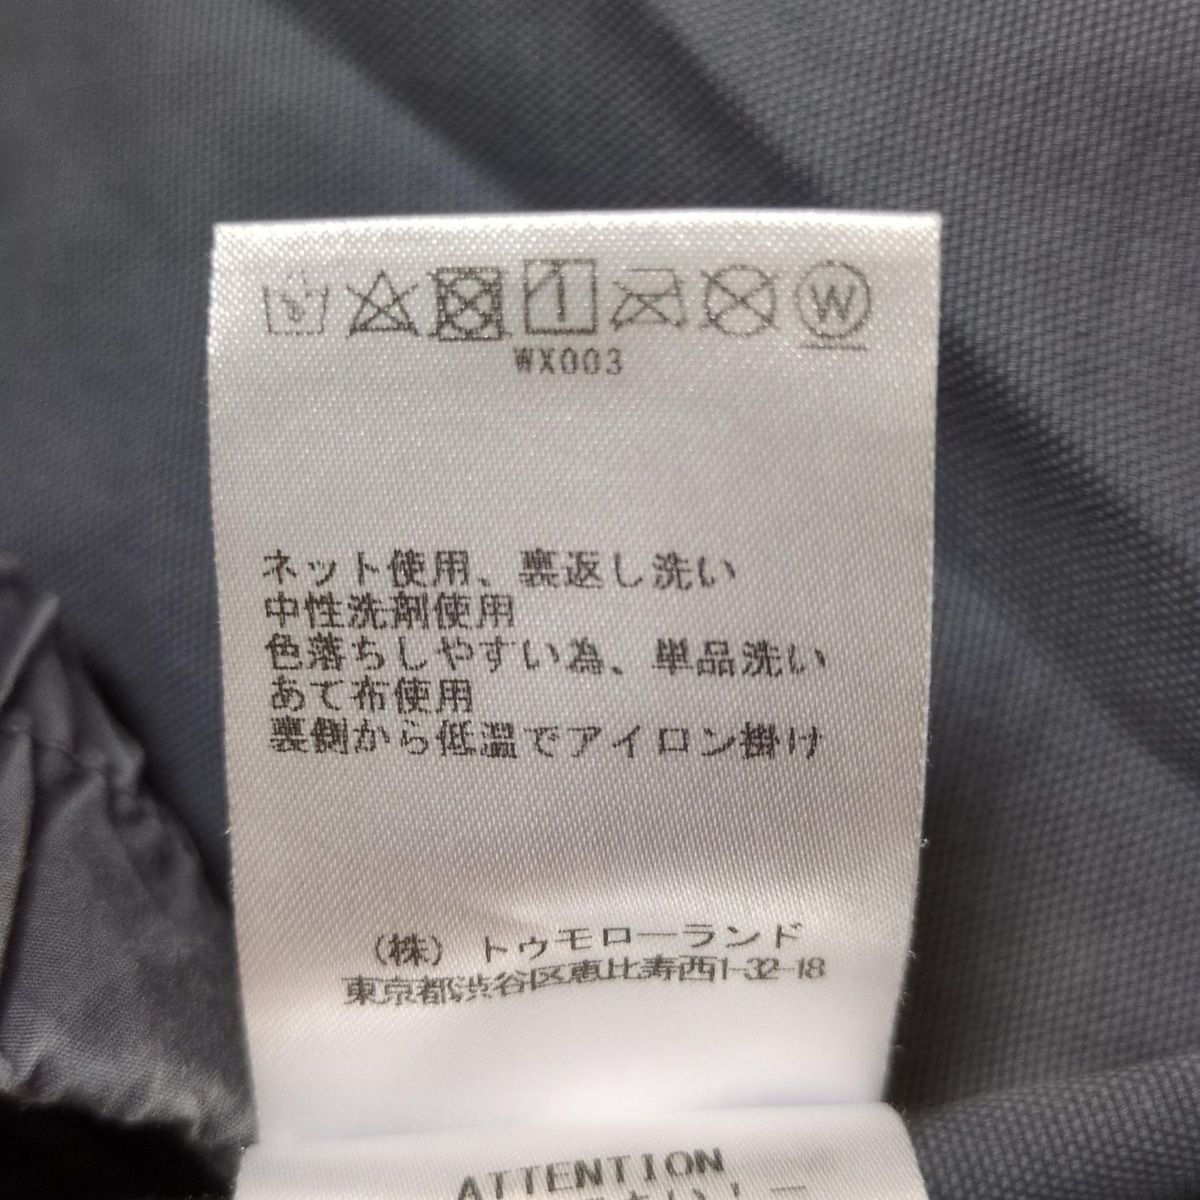 W
WX003
ネット使用、裏返し洗い
中性洗剤使用
色落ちしやすい為、単品洗い
あて布使用
裏側から低温でアイロン掛け
(株) トゥモローランド
東京都渋谷区恵比寿西1-32-18
ATTENTION